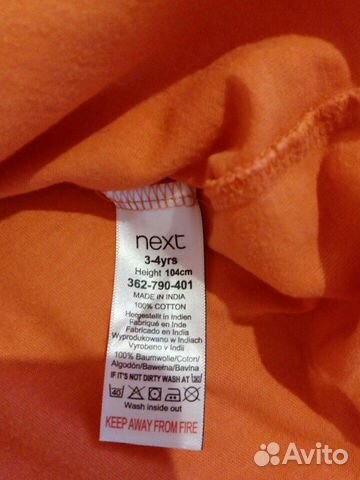 next
3-4yrs
Height 104cm
362-790-401
MADE IN INDIA
100% COTTON
Hergestellt in Indien
Fabriqué en Inde
Fabricado en India
Wyprodukowano w Indiach
Vyrobeno v Indii
100% Baumwolle/Coton/
Algodón/Bawełna/Bavlna
IF IT'S NOT DIRTY WASH AT 30
40
Wash inside out
KEEP AWAY FROM FIRE
Avito